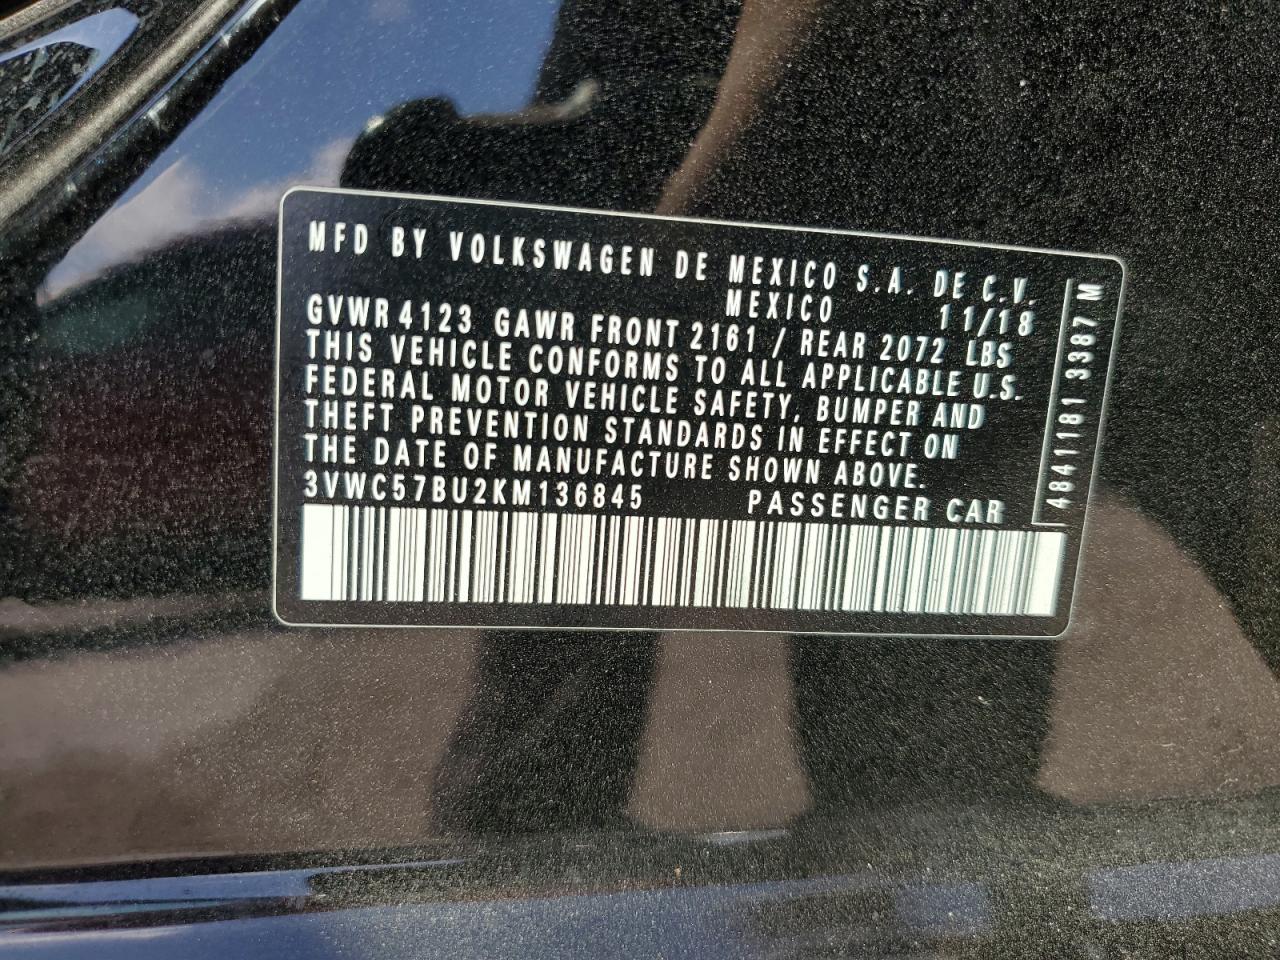 MFD BY VOLKSWAGEN DE MEXICO S.A. DE C.V.
MEXICO 11/18
GVWR 4123 GAWR FRONT 2161 / REAR 2072 LBS
THIS VEHICLE CONFORMS TO ALL APPLICABLE U.S.
FEDERAL MOTOR VEHICLE SAFETY, BUMPER AND
THEFT PREVENTION STANDARDS IN EFFECT ON
THE DATE OF MANUFACTURE SHOWN ABOVE.
3VWC57BU2KM136845 PASSENGER CAR
4841181 3387 M